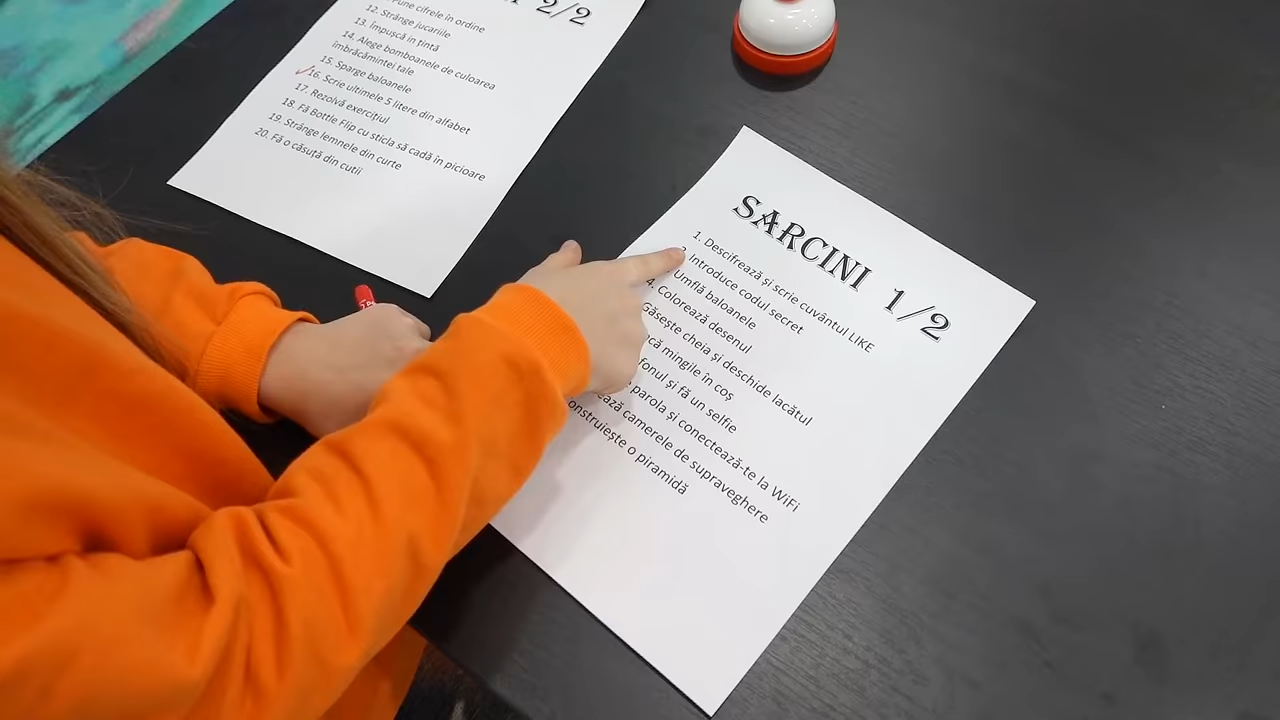 2/2
Pune cifrele în ordine
12. Strânge jucariile
13. Împușcă în țintă
14. Alege bomboanele de culoarea
îmbrăcămintei tale
15. Sparge baloanele
16. Scrie ultimele 5 litere din alfabet
17. Rezolvă exercițiul
18. Fă Bottle Flip cu sticla să cadă în picioare
19. Strânge lemnele din curte
20. Fă o căsuță din cutii
SARCINI 1/2
1. Descifrează și scrie cuvântul LIKE
Introduce codul secret
Umflă baloanele
4. Colorează desenul
Găsește cheia și deschide lacătul
mingile în coș
și fă un selfie
parola și conectează-te la WiFi
camerele de supraveghere
o piramidă